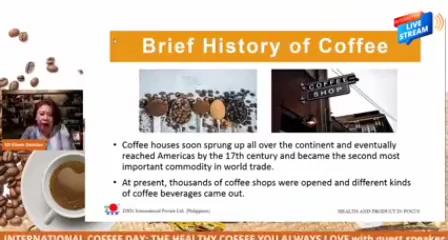 INTERACTIVE
LIVE
STREAM
Brief History of Coffee
COFFEE
SHOP
• Coffee houses soon sprung up all over the continent and eventually
reached Americas by the 17th century and became the second most
important commodity in world trade.
• At present, thousands of coffee shops were opened and different kinds
of coffee beverages came out.
DXN International Private Ltd. (Philippines)
HEALTH AND PRODUCT IN FOCUS
INTERNATIONAL COFFEE DAY: THE HEALTHY COFFEE YOU ALWAYS LOVE with guest speake